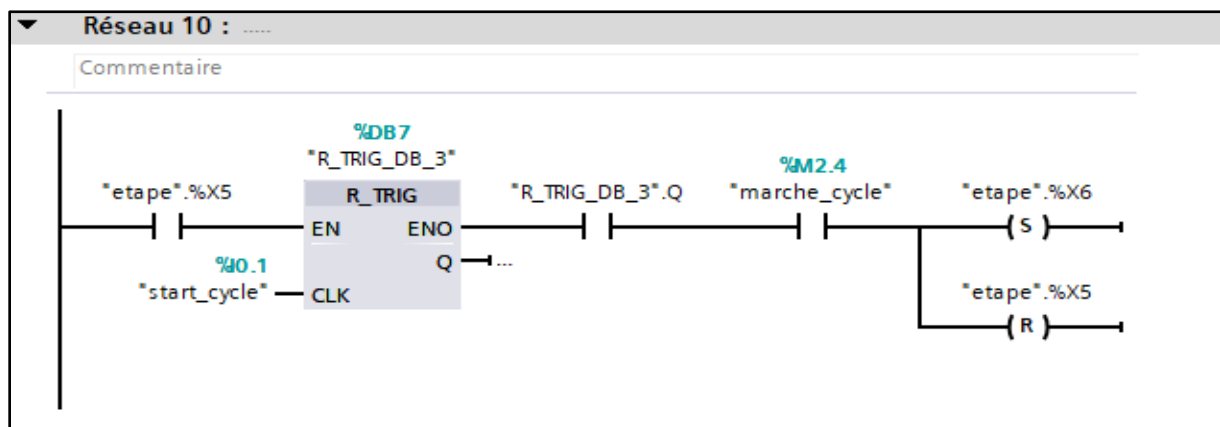 Réseau 10 : .....
Commentaire
%DB7
"R_TRIG_DB_3"
%M2.4
"etape".%X5
R_TRIG
"R_TRIG_DB_3".Q
"marche_cycle"
"etape".%X6
EN ENO
S
%I0.1
Q ...
"start_cycle"
CLK
"etape".%X5
R